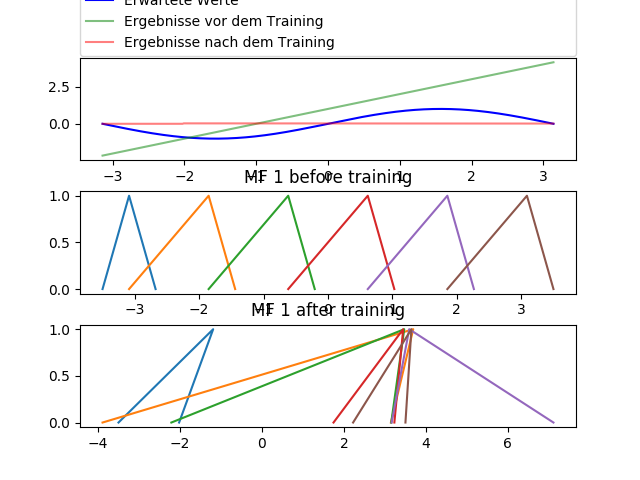 Erwartete Werte
Ergebnisse vor dem Training
Ergebnisse nach dem Training
2.5
0.0
−3 −2 −1 0 1 2 3
MF 1 before training
1.0
0.5
0.0
−3 −2 −1 0 1 2 3
MF 1 after training
1.0
0.5
0.0
−4 −2 0 2 4 6